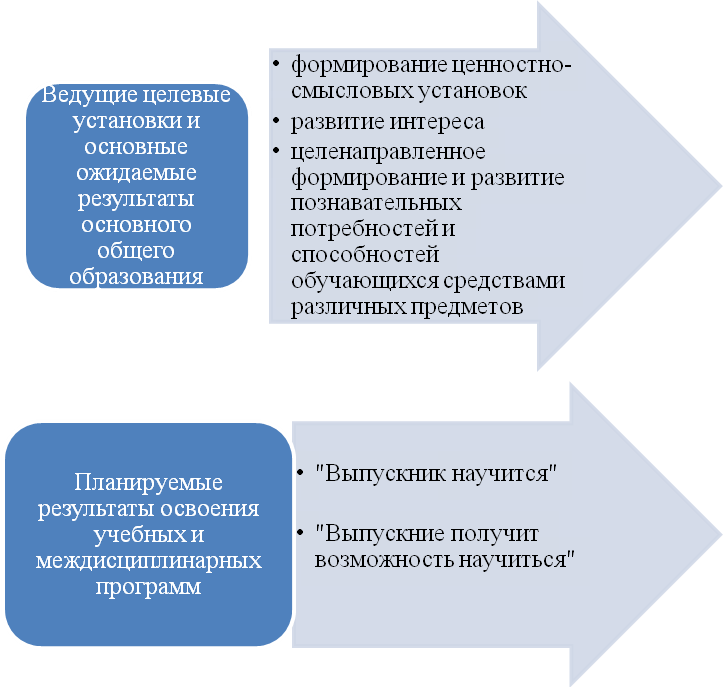 Ведущие целевые
установки и
основные
ожидаемые
результаты
основного
общего
образования
• формирование ценностно-
смысловых установок
• развитие интереса
• целенаправленное
формирование и развитие
познавательных
потребностей и
способностей
обучающихся средствами
различных предметов
Планируемые
результаты освоения
учебных и
междисциплинарных
программ
• "Выпускник научится"
• "Выпускние получит
возможность научиться"